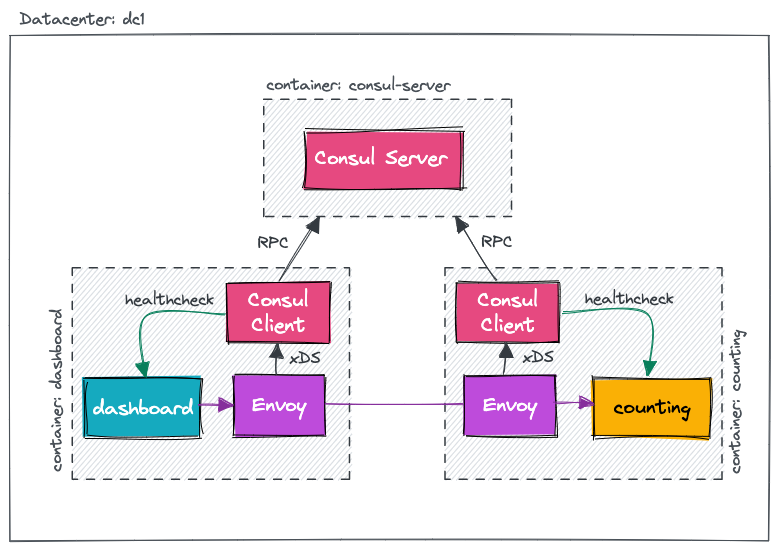 Datacenter: dc1
container: consul-server
Consul Server
RPC
RPC
container: dashboard
healthcheck
Consul
Client
xDS
dashboard
Envoy
Consul
Client
healthcheck
xDS
Envoy
counting
container: counting